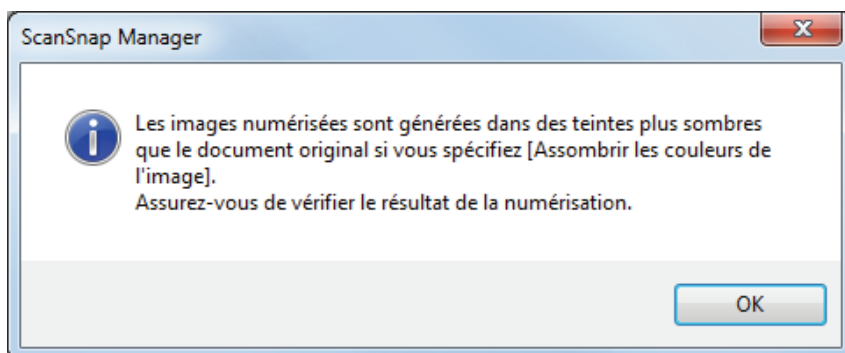 ScanSnap Manager
Les images numérisées sont générées dans des teintes plus sombres
que le document original si vous spécifiez [Assombrir les couleurs de
l'image].
Assurez-vous de vérifier le résultat de la numérisation.
OK